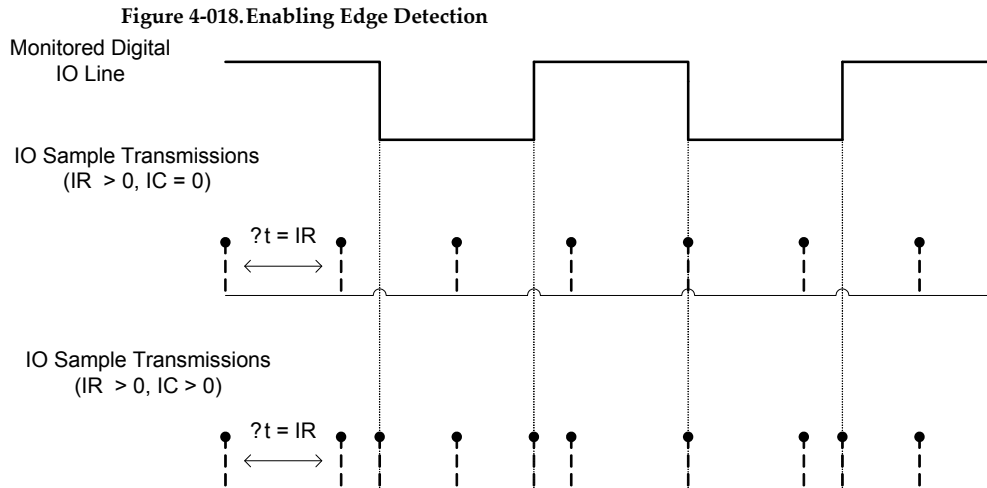 Figure 4-018.Enabling Edge Detection
Monitored Digital
IO Line
IO Sample Transmissions
(IR > 0, IC = 0)
?t = IR
IO Sample Transmissions
(IR > 0, IC > 0)
?t = IR